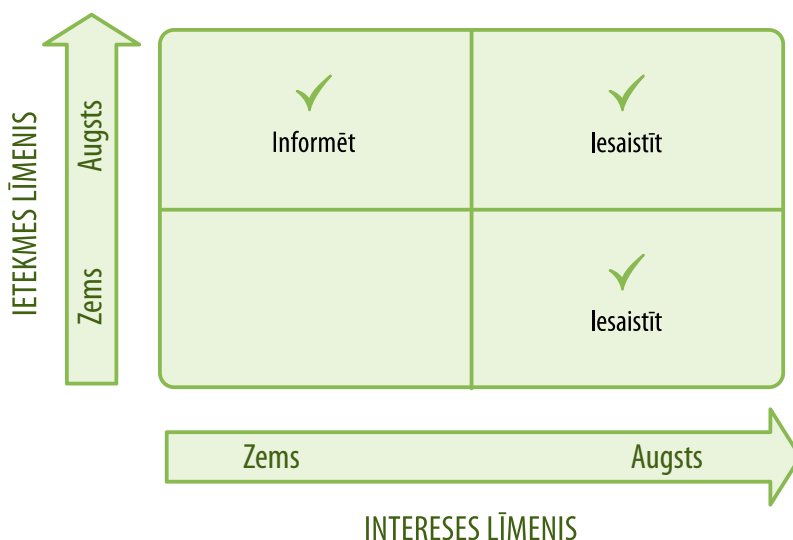 IETEKMES LĪMENIS
Augsts
Zems
Informēt
Iesaistīt
Iesaistīt
Zems
Augsts
INTERESES LĪMENIS